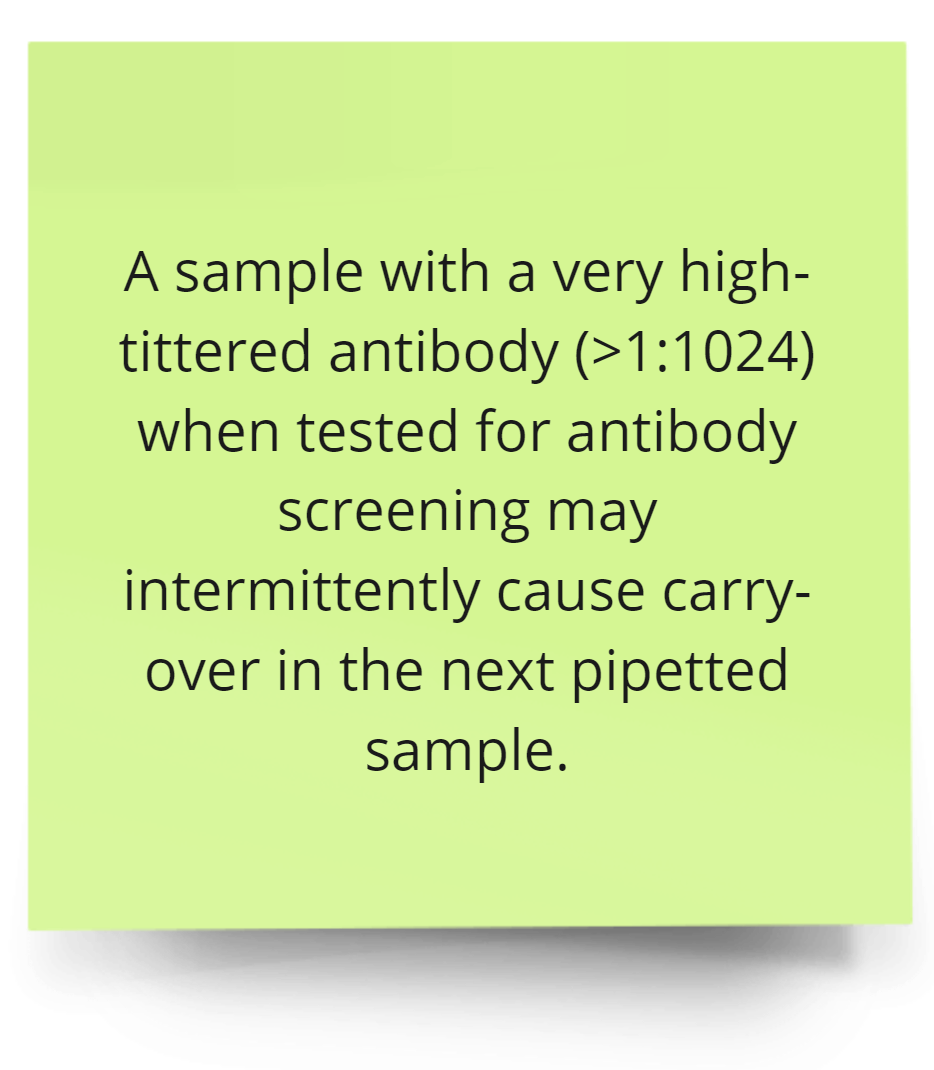 A sample with a very high-
tittered antibody (>1:1024)
when tested for antibody
screening may
intermittently cause carry-
over in the next pipetted
sample.